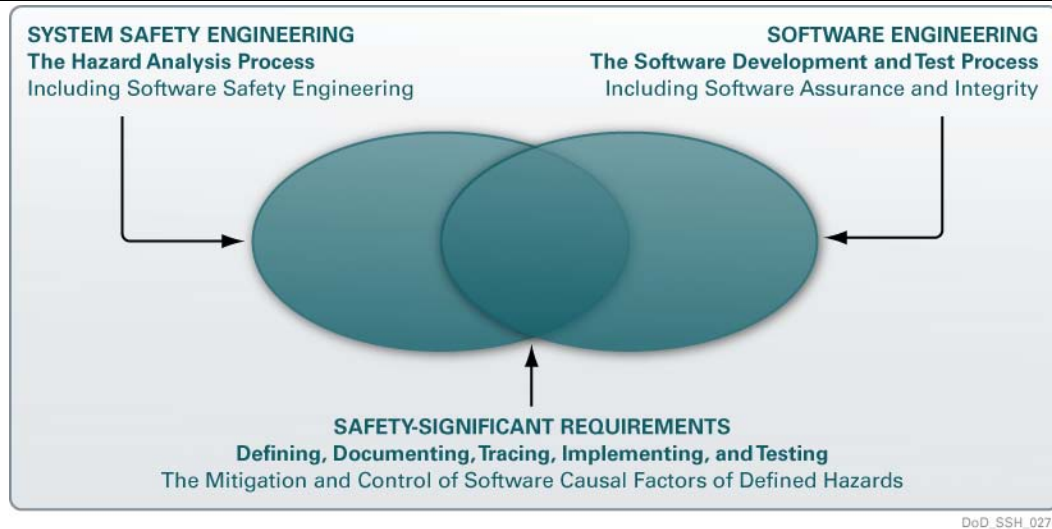 SYSTEM SAFETY ENGINEERING
The Hazard Analysis Process
Including Software Safety Engineering
SOFTWARE ENGINEERING
The Software Development and Test Process
Including Software Assurance and Integrity
SAFETY-SIGNIFICANT REQUIREMENTS
Defining, Documenting, Tracing, Implementing, and Testing
The Mitigation and Control of Software Causal Factors of Defined Hazards
DoD_SSH_027